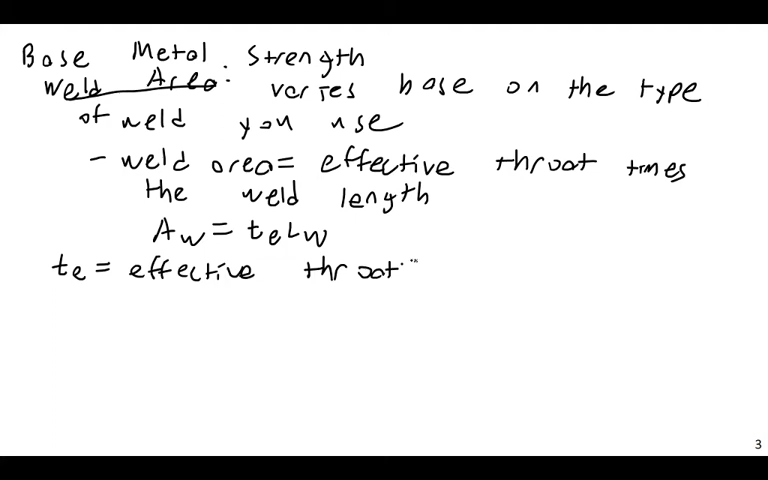 Base Metal Strength
Weld Area: varies base on the type
of weld you use
- weld area = effective throat times
the weld length
Aw = teLw
te = effective throat
3